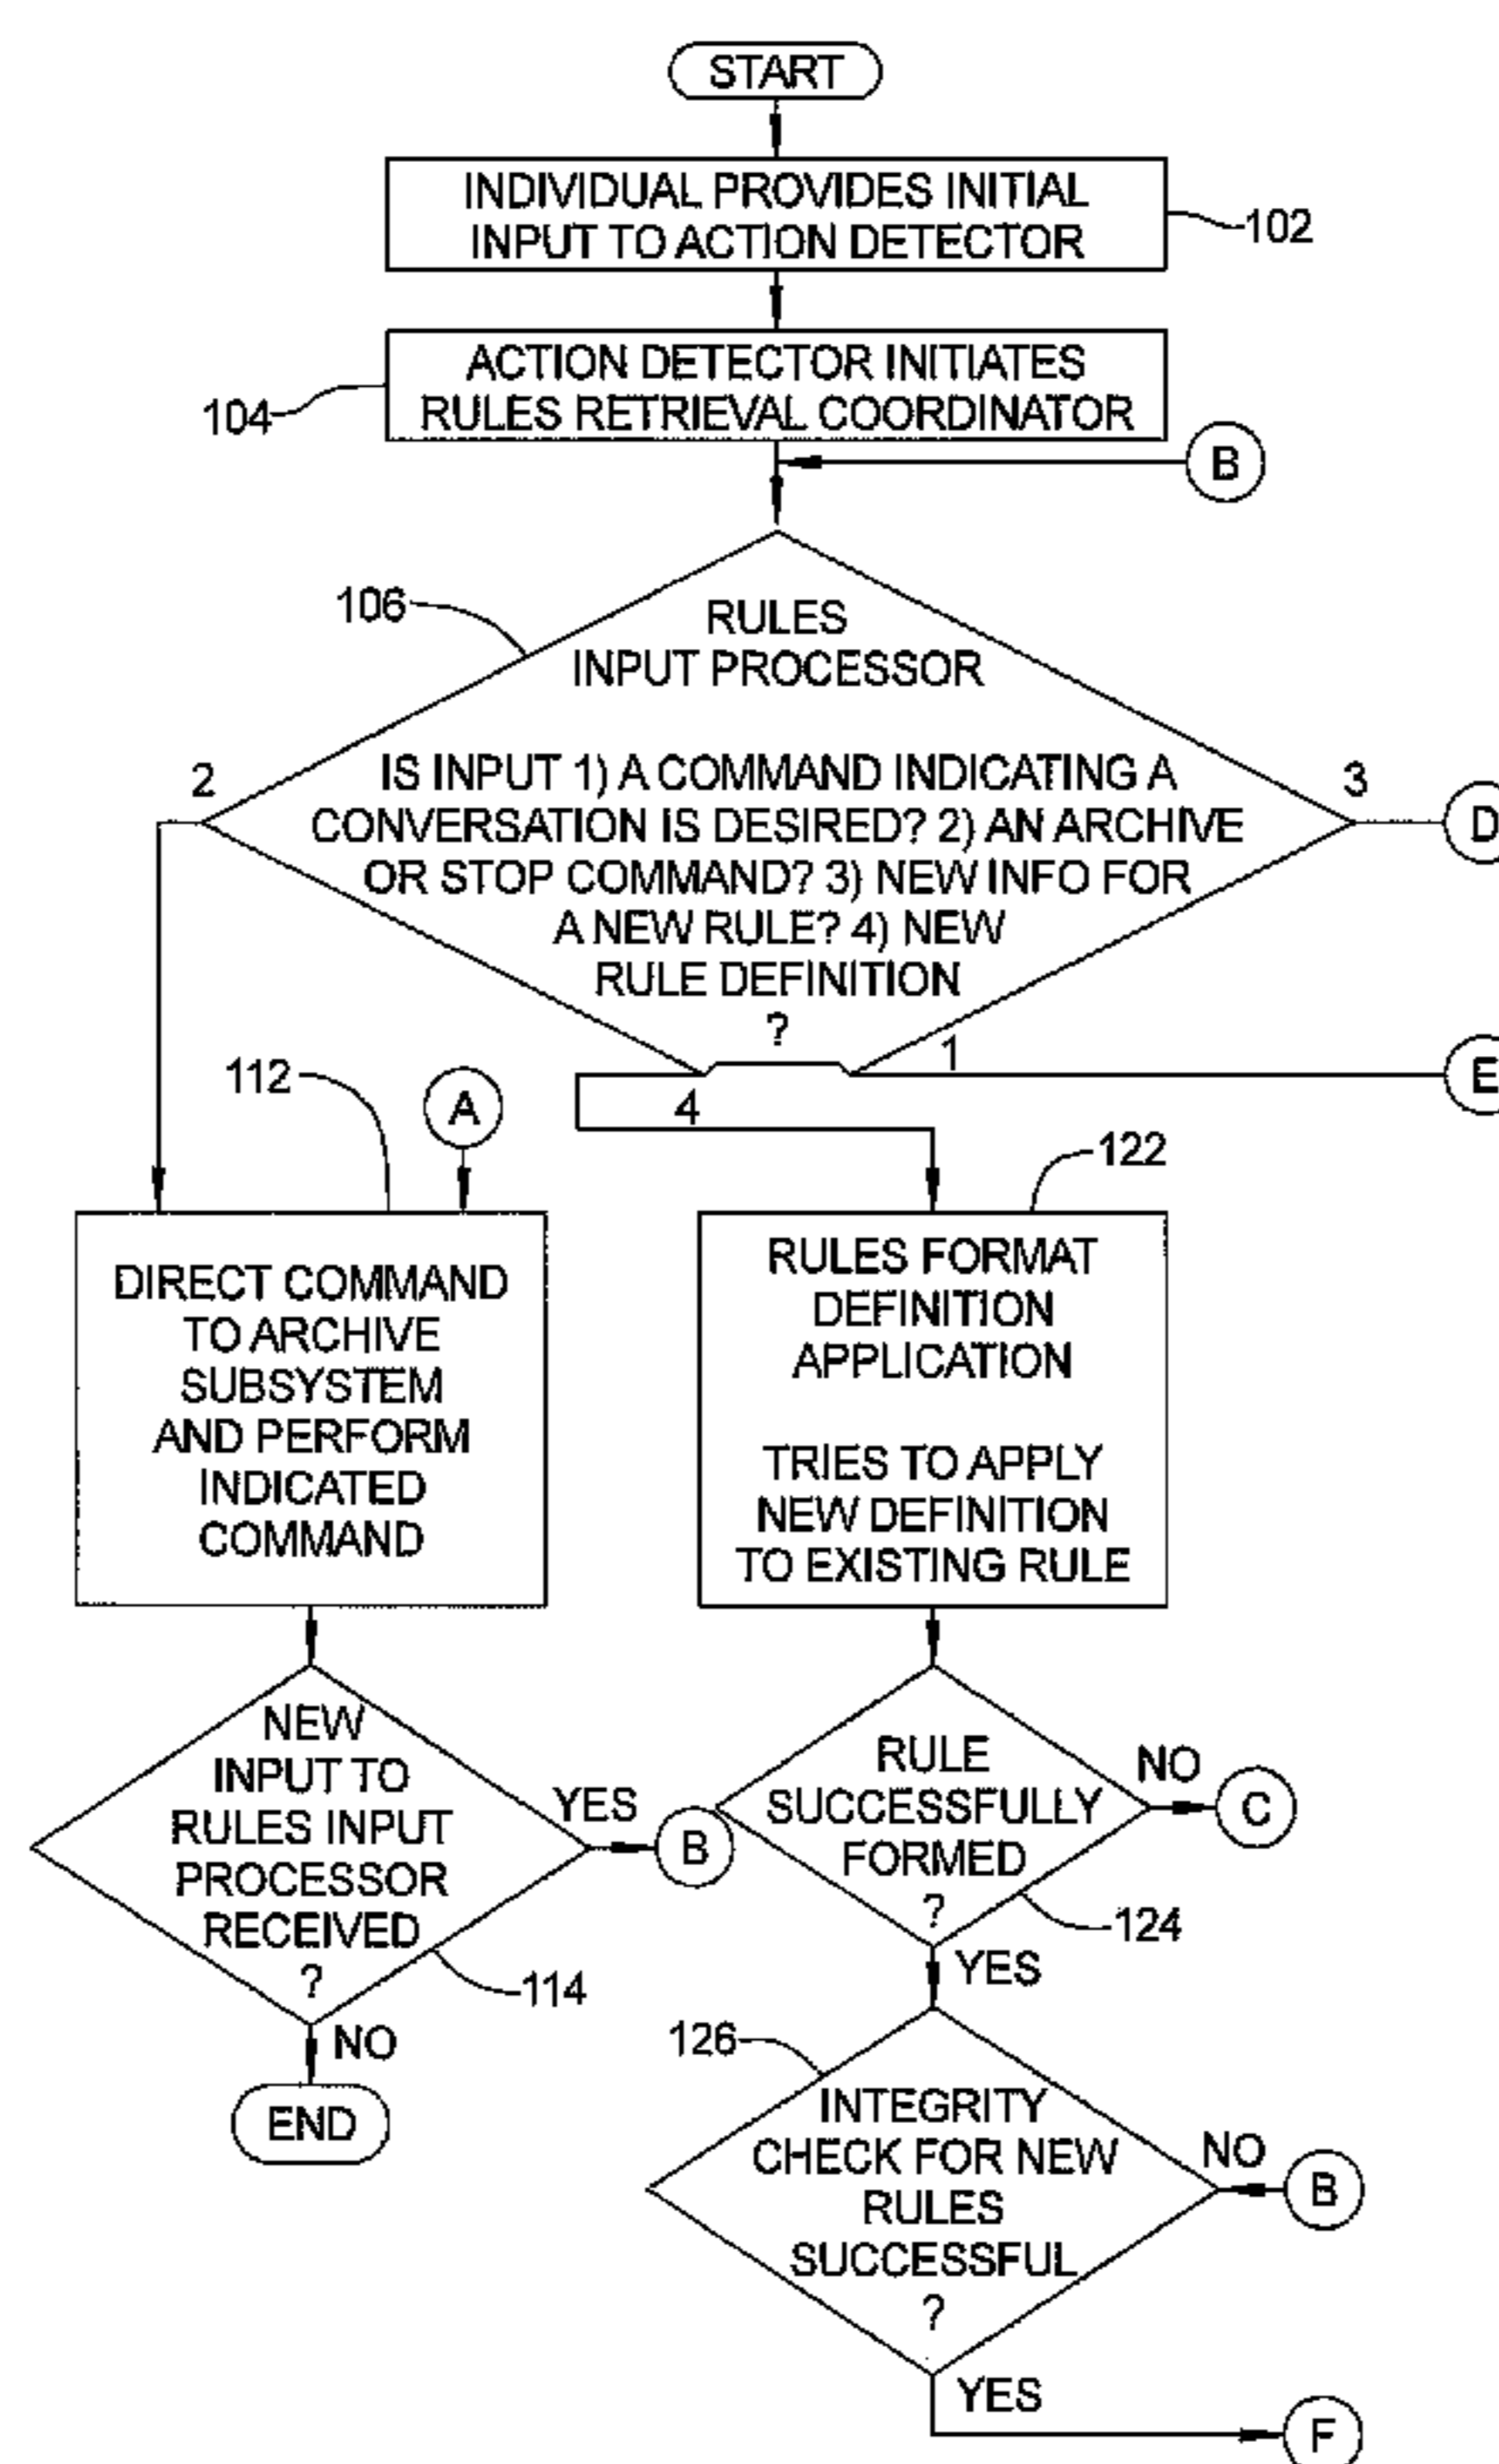 START
INDIVIDUAL PROVIDES INITIAL
INPUT TO ACTION DETECTOR
102
ACTION DETECTOR INITIATES
RULES RETRIEVAL COORDINATOR
104
B
106
RULES
INPUT PROCESSOR
2
3
IS INPUT 1) A COMMAND INDICATING A
CONVERSATION IS DESIRED? 2) AN ARCHIVE
OR STOP COMMAND? 3) NEW INFO FOR
A NEW RULE? 4) NEW
RULE DEFINITION
?
D
1
E
4
112
A
122
DIRECT COMMAND
TO ARCHIVE
SUBSYSTEM
AND PERFORM
INDICATED
COMMAND
RULES FORMAT
DEFINITION
APPLICATION
TRIES TO APPLY
NEW DEFINITION
TO EXISTING RULE
NEW
INPUT TO
RULES INPUT
PROCESSOR
RECEIVED
?
YES
B
114
NO
END
RULE
SUCCESSFULLY
FORMED
?
NO
C
124
YES
126
INTEGRITY
CHECK FOR NEW
RULES
SUCCESSFUL
?
NO
B
YES
F